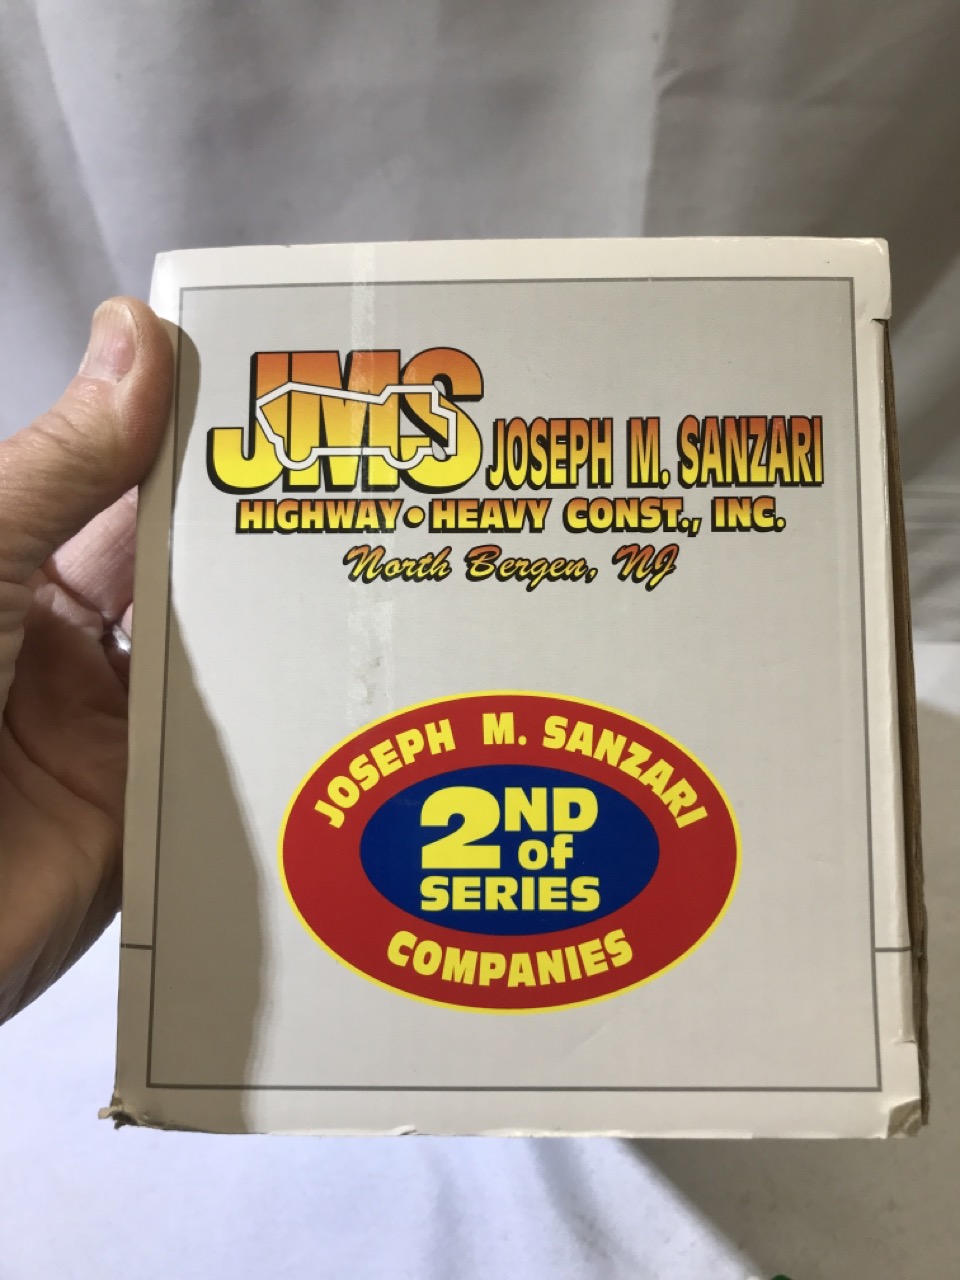 JMS JOSEPH M. SANZARI
HIGHWAY • HEAVY CONST., INC.
North Bergen, NJ
JOSEPH M. SANZARI
2ND
of
SERIES
COMPANIES